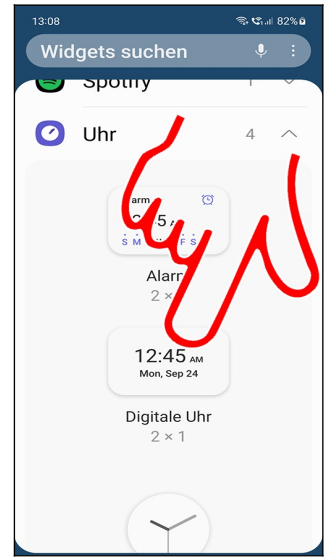 13:08
82%
Widgets suchen
Spotify
1
Uhr
4
2 ×
12:45 AM
Mon, Sep 24
Digitale Uhr
2 × 1